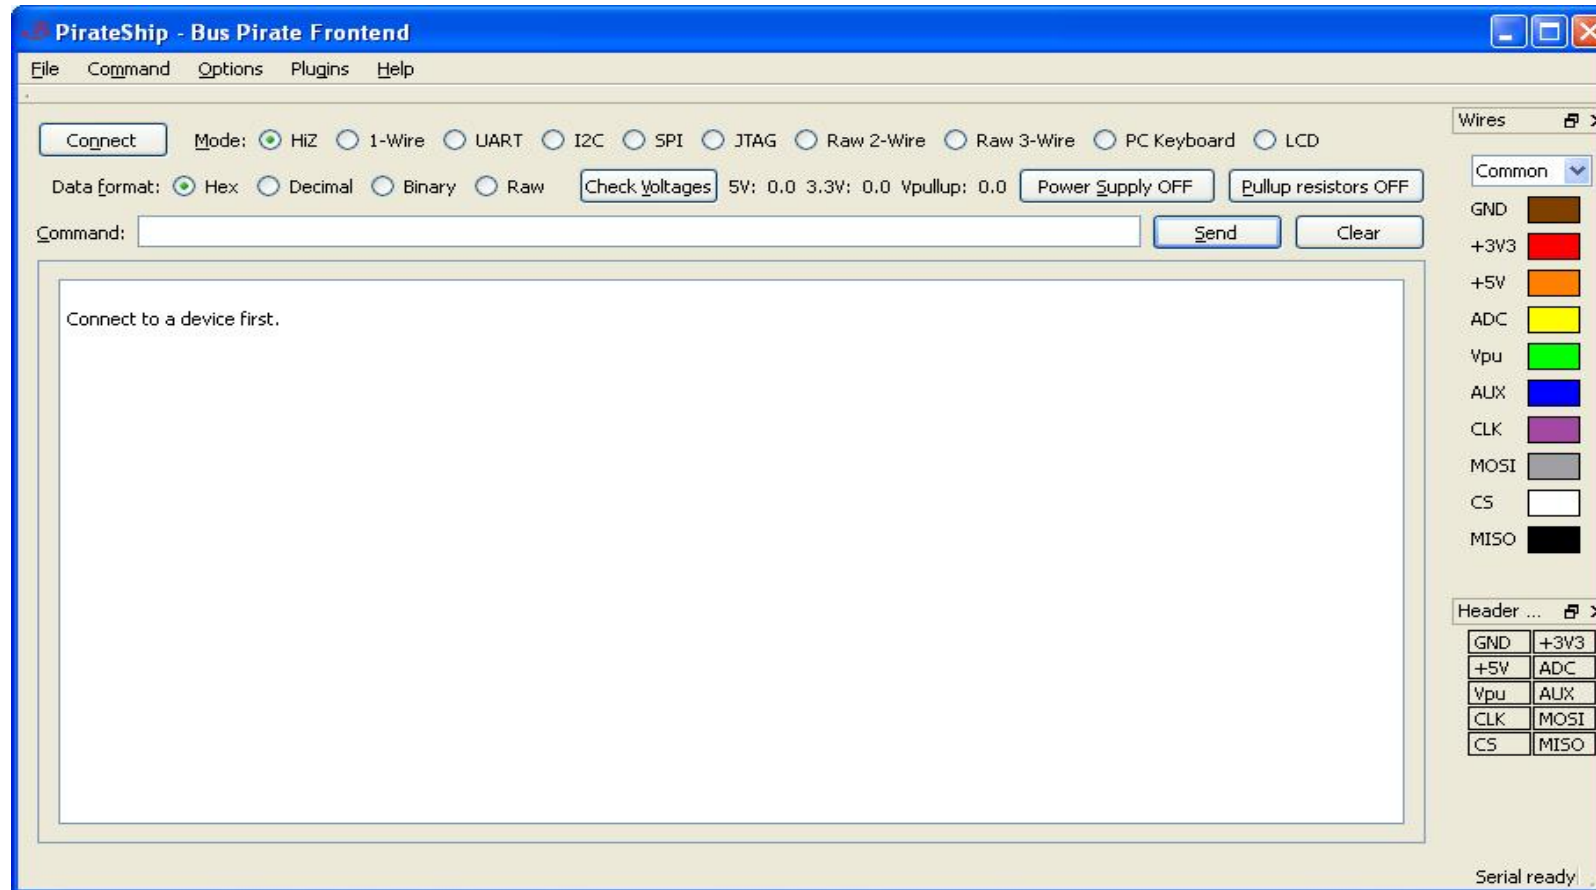 PirateShip - Bus Pirate Frontend
File Command Options Plugins Help
Connect Mode: HiZ 1-Wire UART I2C SPI JTAG Raw 2-Wire Raw 3-Wire PC Keyboard LCD
Data format: Hex Decimal Binary Raw Check Voltages 5V: 0.0 3.3V: 0.0 Vpullup: 0.0 Power Supply OFF Pullup resistors OFF
Command: Send Clear
Connect to a device first.
Wires
Common
GND
+3V3
+5V
ADC
Vpu
AUX
CLK
MOSI
CS
MISO
Header ...
GND +3V3
+5V ADC
Vpu AUX
CLK MOSI
CS MISO
Serial ready